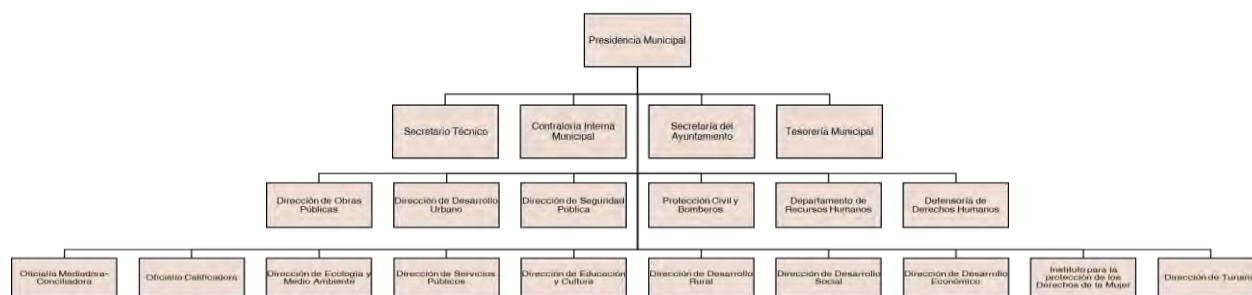 Presidencia Municipal
Secretario Técnico
Contraloría Interna
Municipal
Secretaría del
Ayuntamiento
Tesorería Municipal
Dirección de Obras
Públicas
Dirección de Desarrollo
Urbano
Dirección de Seguridad
Pública
Protección Civil y
Bomberos
Departamento de
Recursos Humanos
Defensoría de
Derechos Humanos
Oficialía Mediadora-
Conciliadora
Oficialía Calificadora
Dirección de Ecología y
Medio Ambiente
Dirección de Servicios
Públicos
Dirección de Educación
y Cultura
Dirección de Desarrollo
Rural
Dirección de Desarrollo
Social
Dirección de Desarrollo
Económico
Instituto para la
protección de los
Derechos de la Mujer
Dirección de Turismo